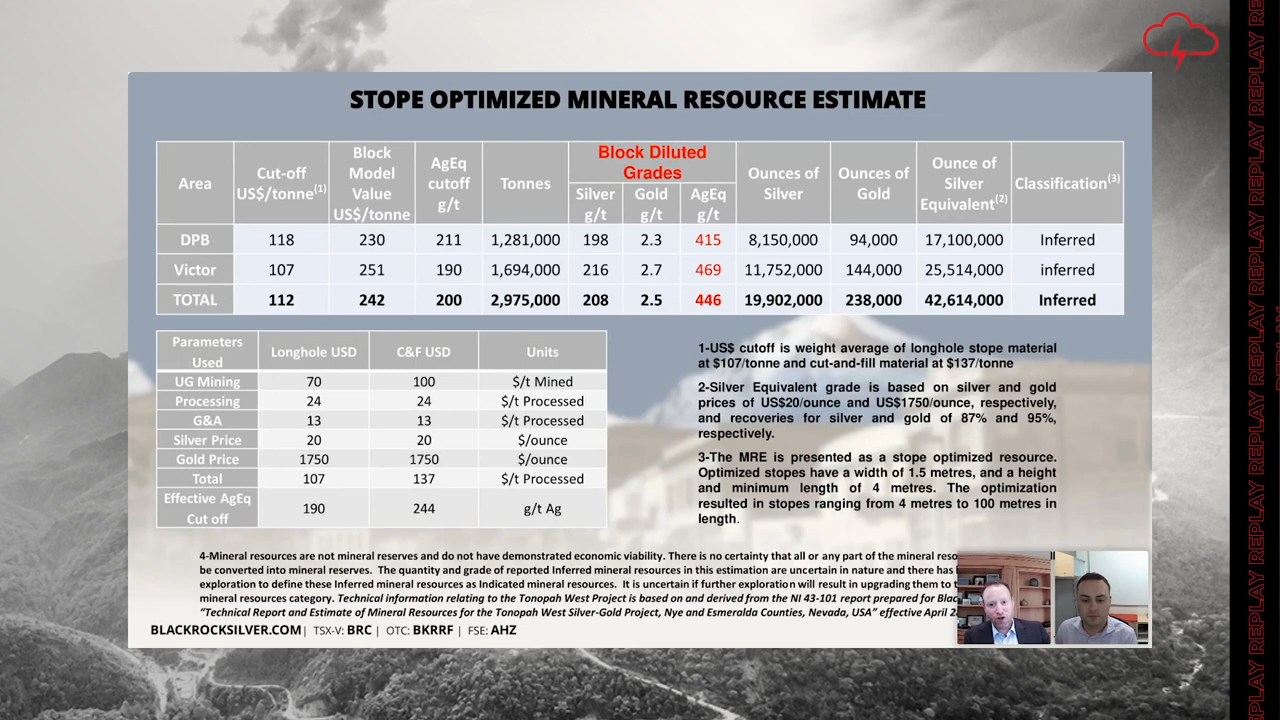 STOPE OPTIMIZED MINERAL RESOURCE ESTIMATE
Area | Cut-off US$/tonne(1) | Block Model Value US$/tonne | AgEq cutoff g/t | Tonnes | Block Diluted Grades | Ounces of Silver | Ounces of Gold | Ounce of Silver Equivalent(2) | Classification(3)
Silver g/t | Gold g/t | AgEq g/t
DPB | 118 | 230 | 211 | 1,281,000 | 198 | 2.3 | 415 | 8,150,000 | 94,000 | 17,100,000 | Inferred
Victor | 107 | 251 | 190 | 1,694,000 | 216 | 2.7 | 469 | 11,752,000 | 144,000 | 25,514,000 | inferred
TOTAL | 112 | 242 | 200 | 2,975,000 | 208 | 2.5 | 446 | 19,902,000 | 238,000 | 42,614,000 | Inferred
Parameters Used | Longhole USD | C&F USD | Units
UG Mining | 70 | 100 | $/t Mined
Processing | 24 | 24 | $/t Processed
G&A | 13 | 13 | $/t Processed
Silver Price | 20 | 20 | $/ounce
Gold Price | 1750 | 1750 | $/ounce
Total | 107 | 137 | $/t Processed
Effective AgEq Cut off | 190 | 244 | g/t Ag
1-US$ cutoff is weight average of longhole stope material
at $107/tonne and cut-and-fill material at $137/tonne
2-Silver Equivalent grade is based on silver and gold
prices of US$20/ounce and US$1750/ounce, respectively,
and recoveries for silver and gold of 87% and 95%,
respectively.
3-The MRE is presented as a stope optimized resource.
Optimized stopes have a width of 1.5 metres, and a height
and minimum length of 4 metres. The optimization
resulted in stopes ranging from 4 metres to 100 metres in
length.
4-Mineral resources are not mineral reserves and do not have demonstrated economic viability. There is no certainty that all or any part of the mineral
be converted into mineral reserves. The quantity and grade of reported Inferred mineral resources in this estimation are uncertain in nature and there has
exploration to define these Inferred mineral resources as Indicated mineral resources. It is uncertain if further exploration will result in upgrading them to
mineral resources category. Technical information relating to the Tonopah West Project is based on and derived from the NI 43-101 report prepared for
"Technical Report and Estimate of Mineral Resources for the Tonopah West Silver-Gold Project, Nye and Esmeralda Counties, Nevada, USA" effective April
BLACKROCKSILVER.COM | TSX-V: BRC | OTC: BKRRF | FSE: AHZ
REPLAY REPLAY REPLAY REPLAY REPLAY REPLAY REPLAY REPLAY REPLAY